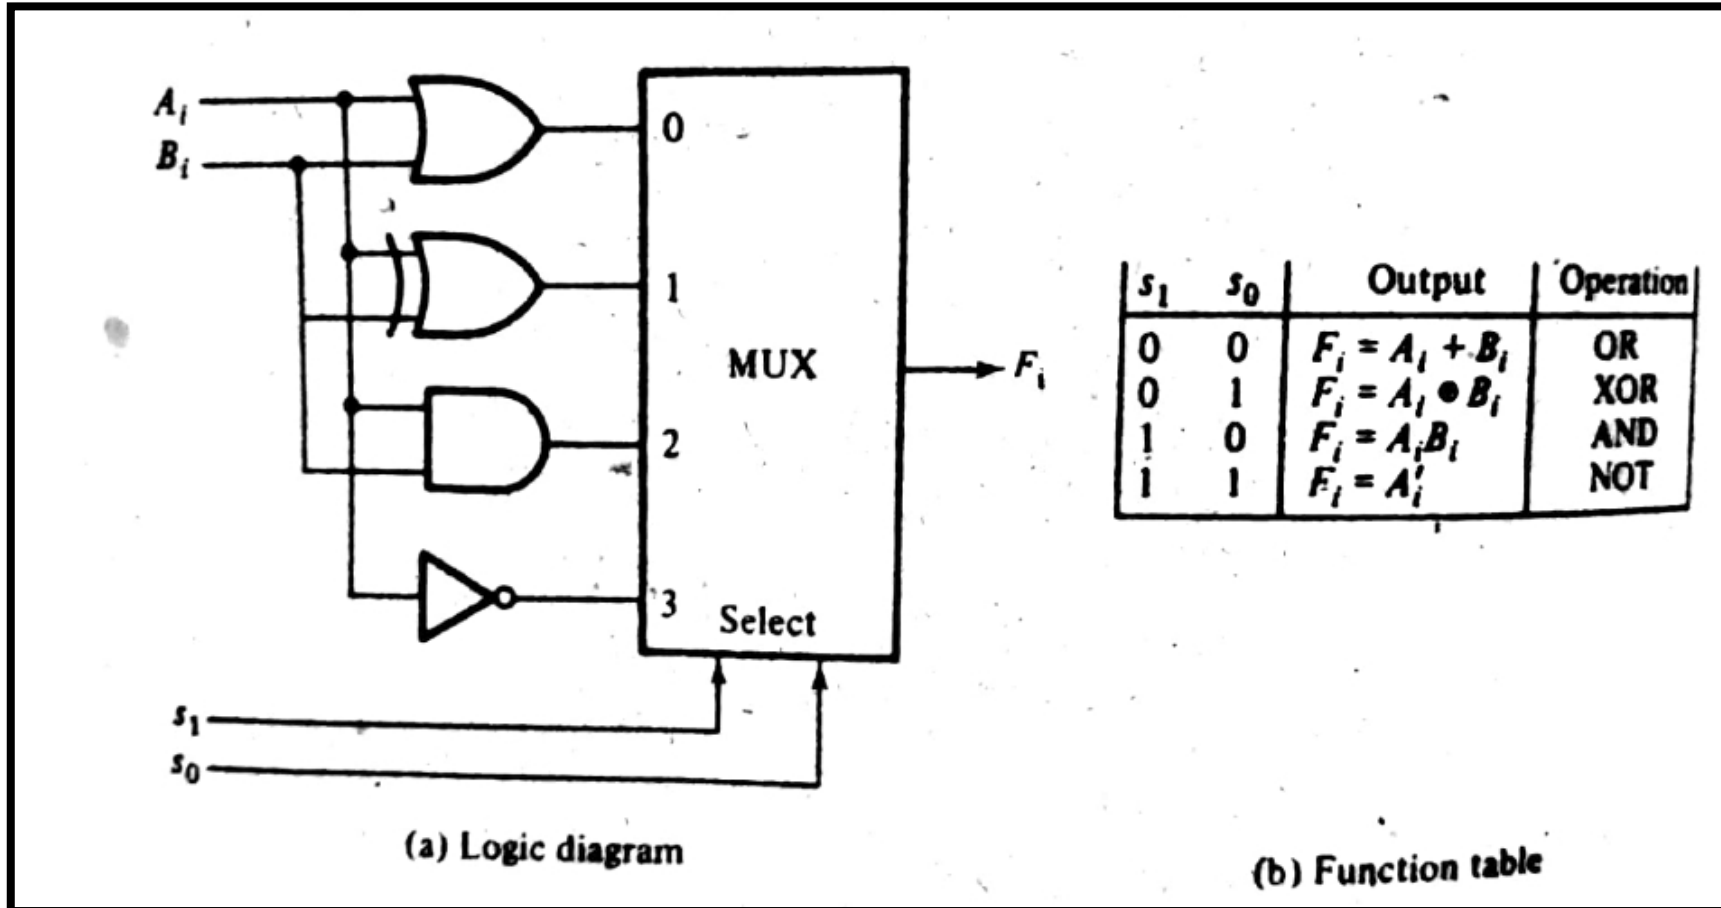 A_i
B_i
0
1
2
3
MUX
Select
F_i
s_1
s_0
(a) Logic diagram
s_1 s_0 Output Operation
0 0 F_i = A_i + B_i OR
0 1 F_i = A_i ⊕ B_i XOR
1 0 F_i = A_iB_i AND
1 1 F_i = A_i' NOT
(b) Function table